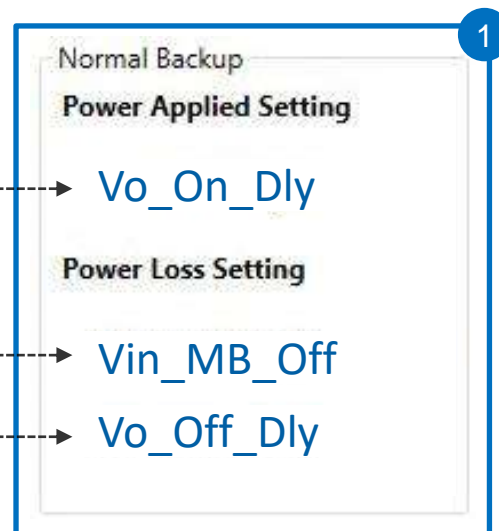 1
Normal Backup
Power Applied Setting
Vo_On_Dly
Power Loss Setting
Vin_MB_Off
Vo_Off_Dly